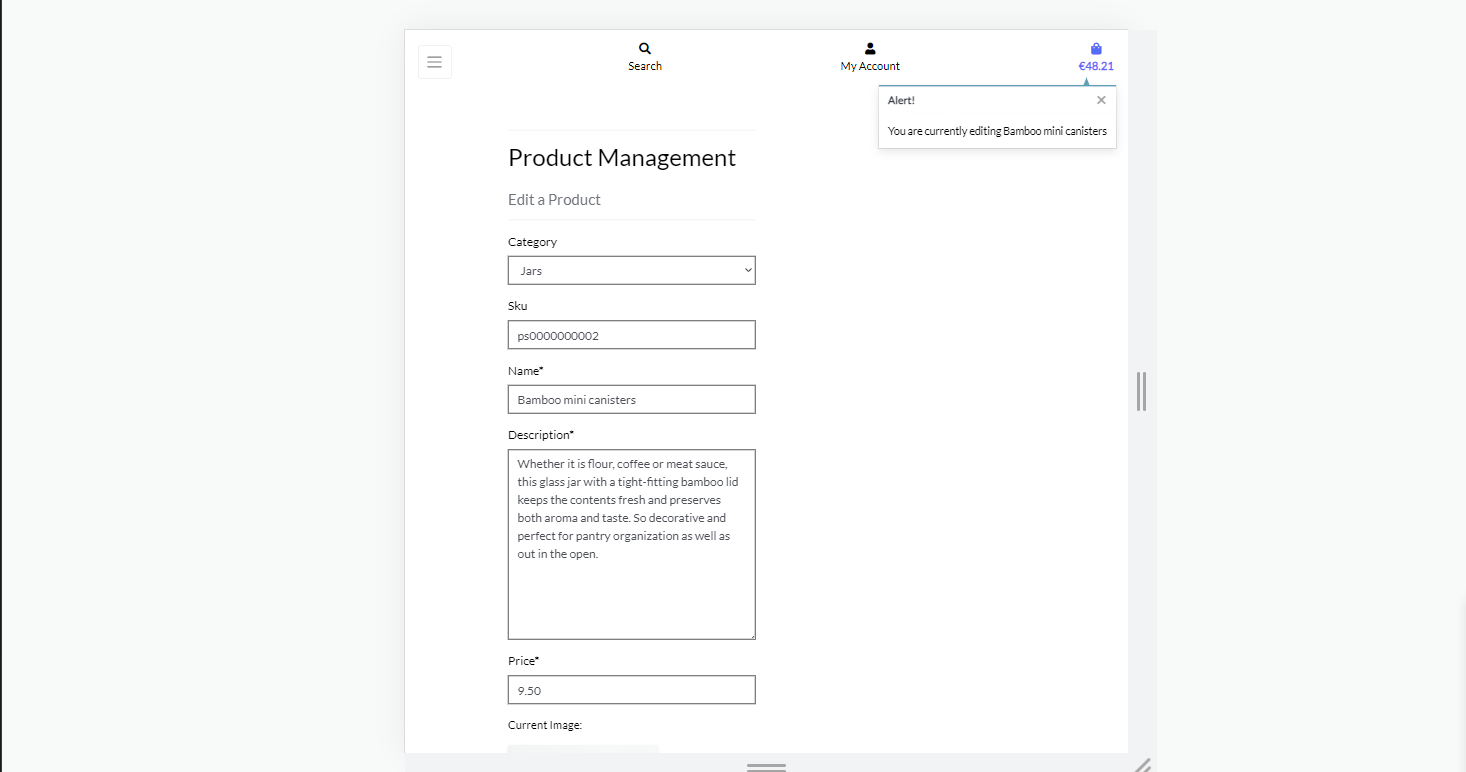 Search
My Account
€48.21
Alert!
You are currently editing Bamboo mini canisters
Product Management
Edit a Product
Category
Jars
Sku
ps0000000002
Name*
Bamboo mini canisters
Description*
Whether it is flour, coffee or meat sauce,
this glass jar with a tight-fitting bamboo lid
keeps the contents fresh and preserves
both aroma and taste. So decorative and
perfect for pantry organization as well as
out in the open.
Price*
9.50
Current Image: